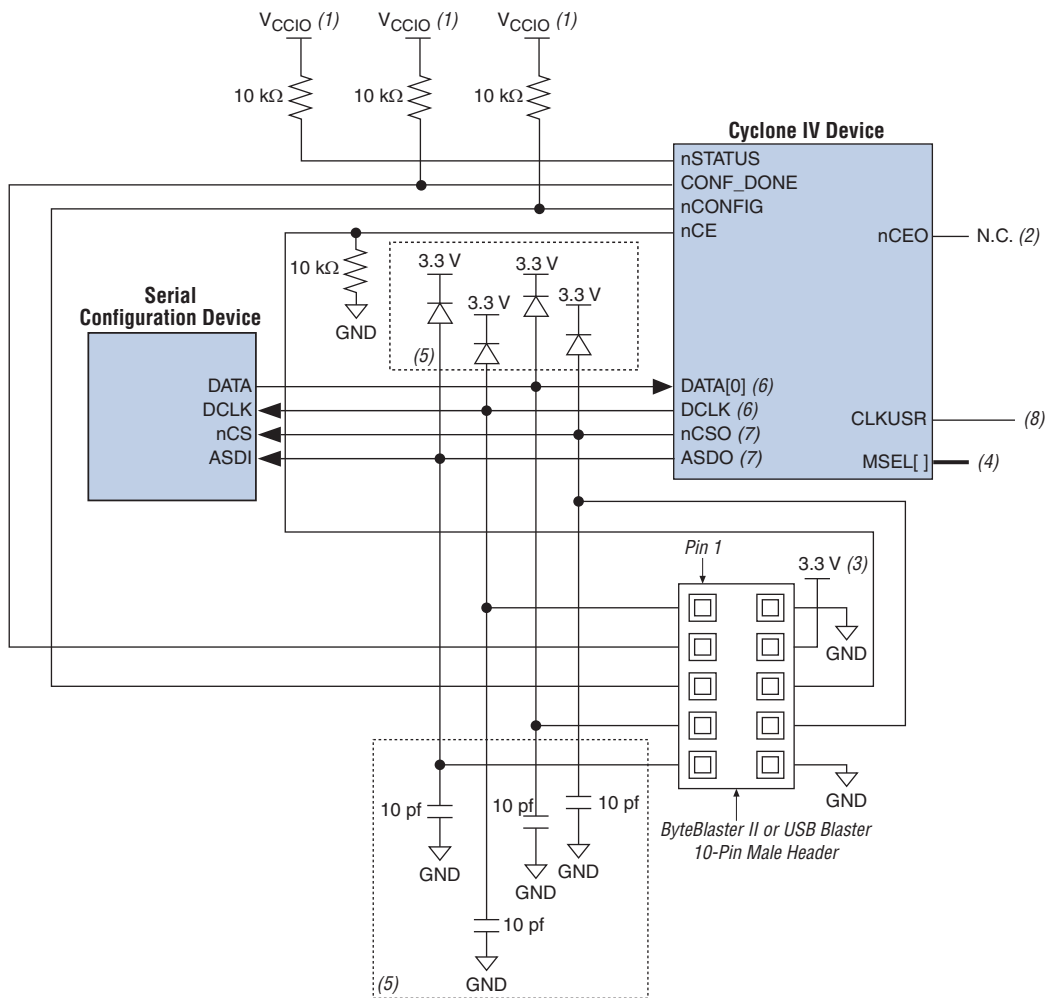 VCCIO (1) VCCIO (1) VCCIO (1)
10 kΩ 10 kΩ 10 kΩ
Cyclone IV Device
nSTATUS
CONF_DONE
nCONFIG
nCE
nCEO N.C. (2)
10 kΩ
GND
3.3 V 3.3 V
3.3 V 3.3 V
(5)
Serial
Configuration Device
DATA
DCLK
nCS
ASDI
DATA[0] (6)
DCLK (6)
nCSO (7)
ASDO (7)
CLKUSR (8)
MSEL[ ] (4)
Pin 1
3.3 V (3)
GND
GND
10 pf 10 pf 10 pf
GND GND GND
10 pf
GND
(5)
ByteBlaster II or USB Blaster
10-Pin Male Header